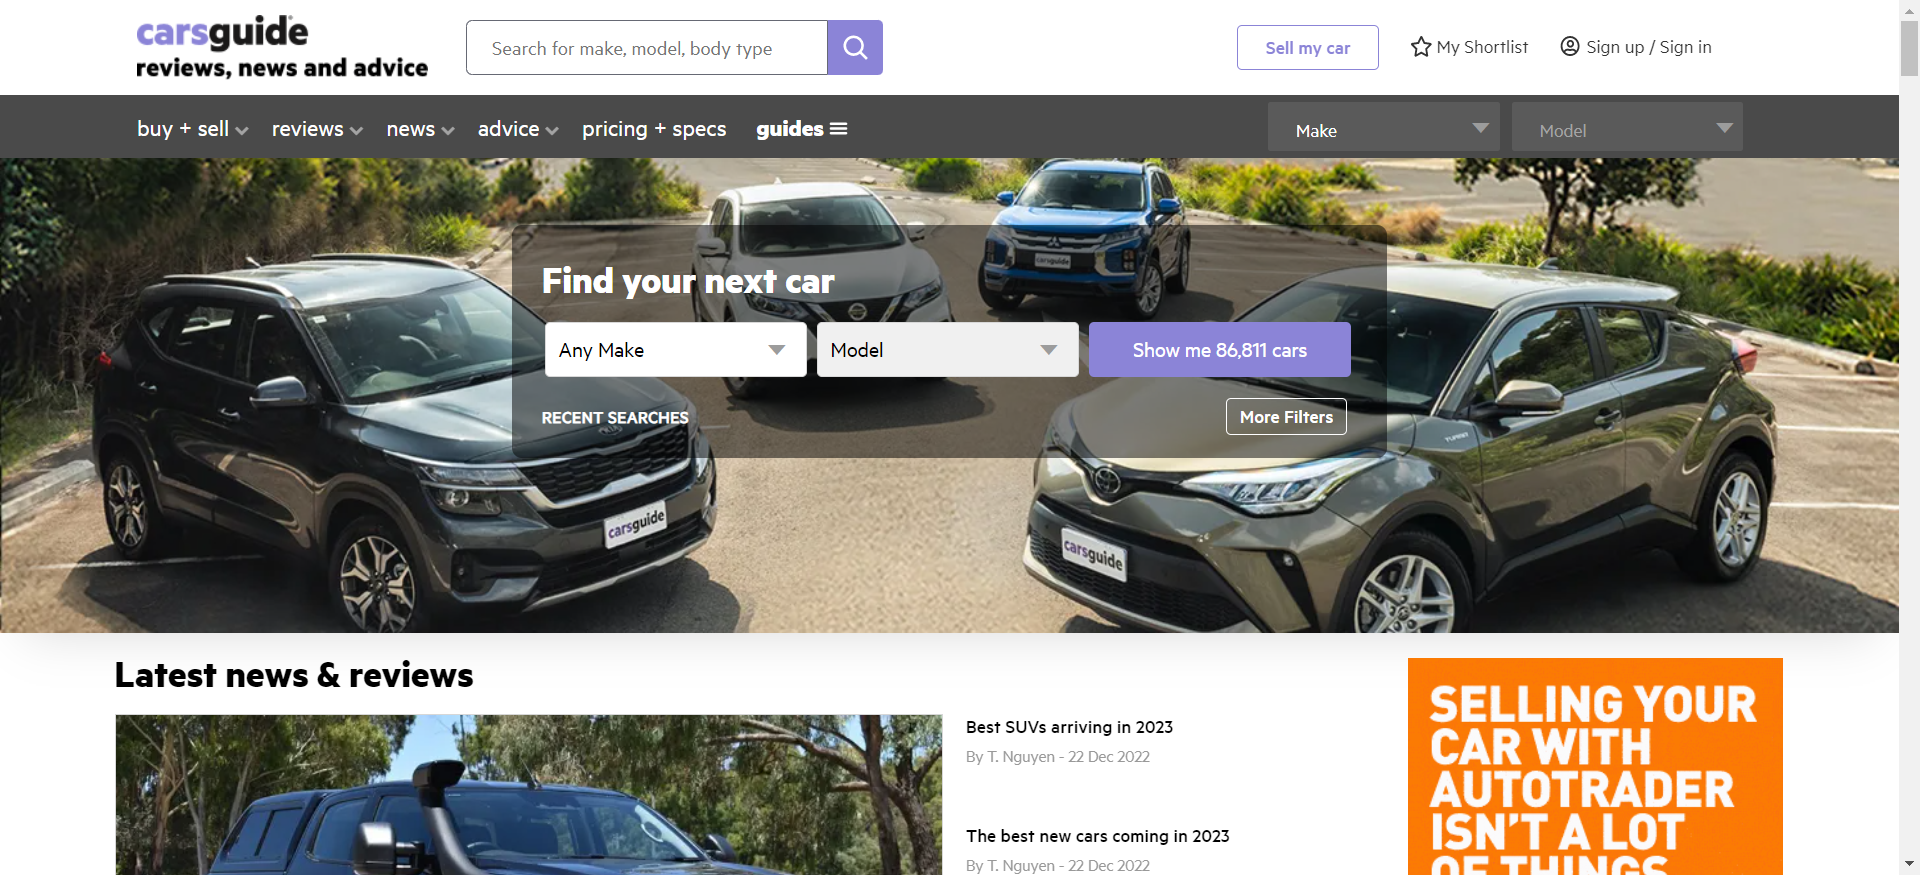 carsguide
reviews, news and advice
Search for make, model, body type
Sell my car
My Shortlist
Sign up / Sign in
buy + sell
reviews
news
advice
pricing + specs
guides
Make
Model
Find your next car
Any Make
Model
Show me 86,811 cars
RECENT SEARCHES
More Filters
carsguide
carsguide
carsguide
Latest news & reviews
Best SUVs arriving in 2023
By T. Nguyen - 22 Dec 2022
The best new cars coming in 2023
By T. Nguyen - 22 Dec 2022
SELLING YOUR
CAR WITH
AUTOTRADER
ISN'T A LOT
OF THINGS